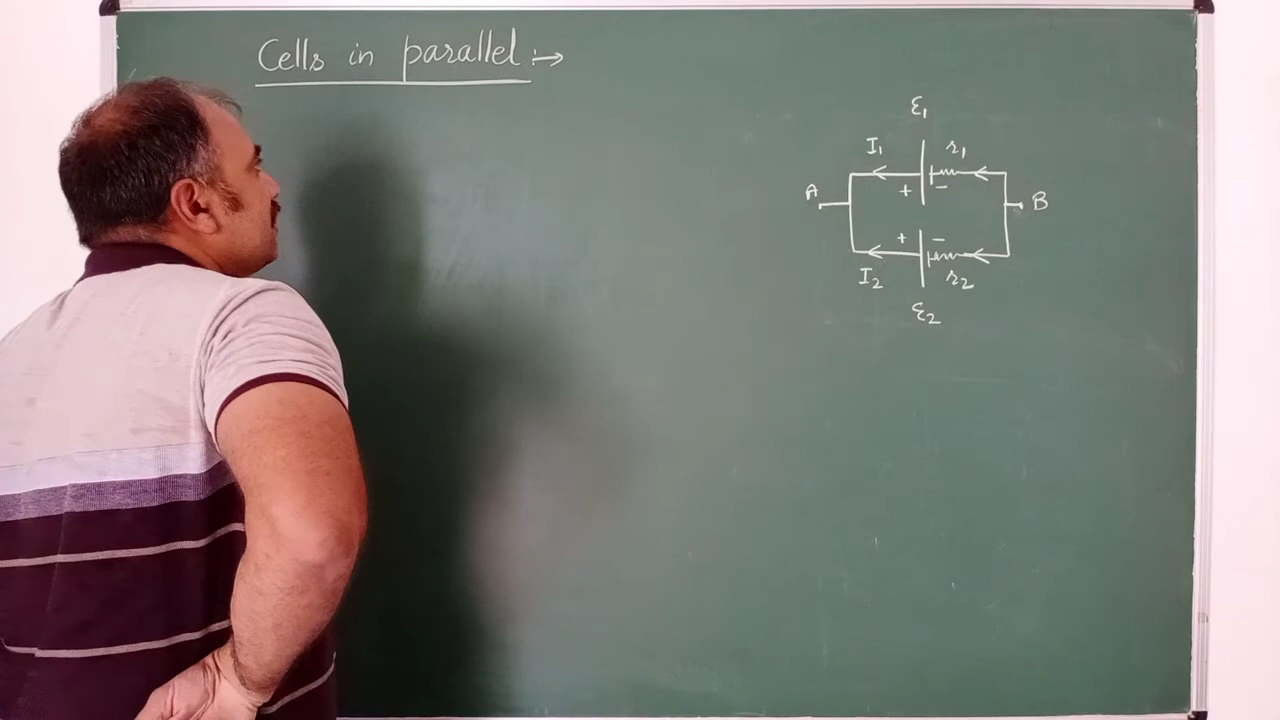 Cells in parallel :→
ε₁
I₁ r₁
+ −
A B
+ −
I₂ r₂
ε₂